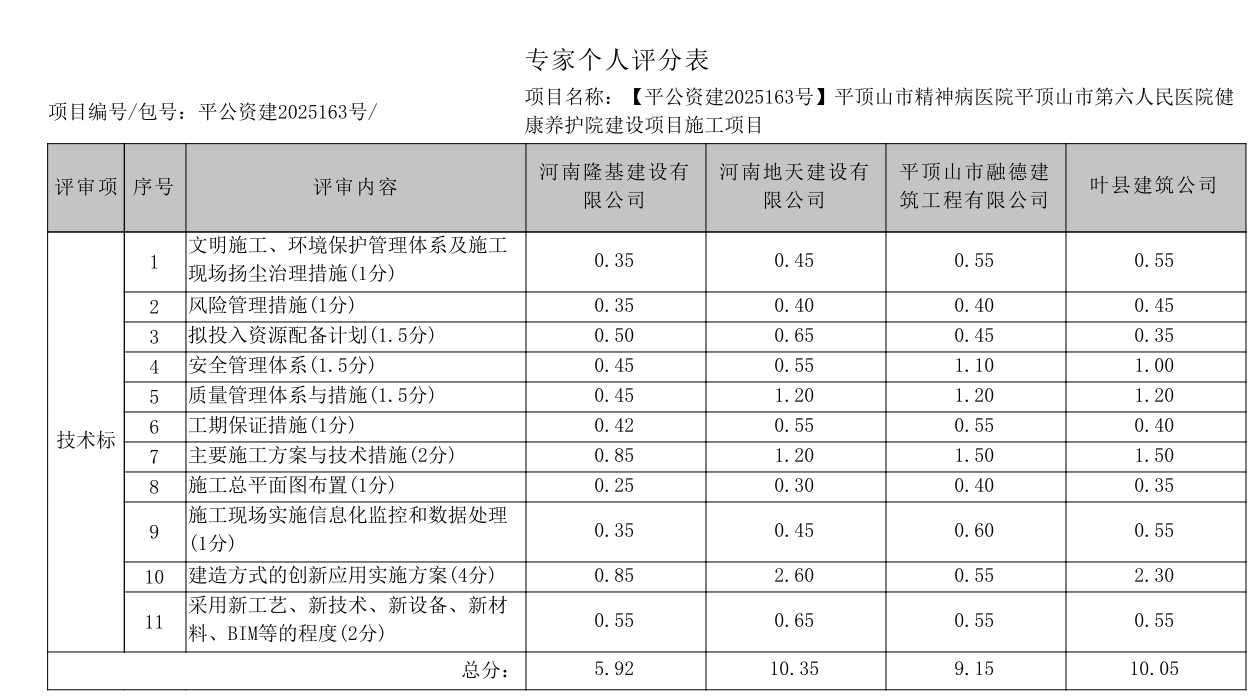 专家个人评分表
项目编号/包号：平公资建2025163号/
项目名称：【平公资建2025163号】平顶山市精神病医院平顶山市第六人民医院健
康养护院建设项目施工项目
评审项 序号 评审内容 河南隆基建设有限公司 河南地天建设有限公司 平顶山市融德建筑工程有限公司 叶县建筑公司
技术标
1 文明施工、环境保护管理体系及施工现场扬尘治理措施(1分) 0.35 0.45 0.55 0.55
2 风险管理措施(1分) 0.35 0.40 0.40 0.45
3 拟投入资源配备计划(1.5分) 0.50 0.65 0.45 0.35
4 安全管理体系(1.5分) 0.45 0.55 1.10 1.00
5 质量管理体系与措施(1.5分) 0.45 1.20 1.20 1.20
6 工期保证措施(1分) 0.42 0.55 0.55 0.40
7 主要施工方案与技术措施(2分) 0.85 1.20 1.50 1.50
8 施工总平面图布置(1分) 0.25 0.30 0.40 0.35
9 施工现场实施信息化监控和数据处理(1分) 0.35 0.45 0.60 0.55
10 建造方式的创新应用实施方案(4分) 0.85 2.60 0.55 2.30
11 采用新工艺、新技术、新设备、新材料、BIM等的程度(2分) 0.55 0.65 0.55 0.55
总分： 5.92 10.35 9.15 10.05